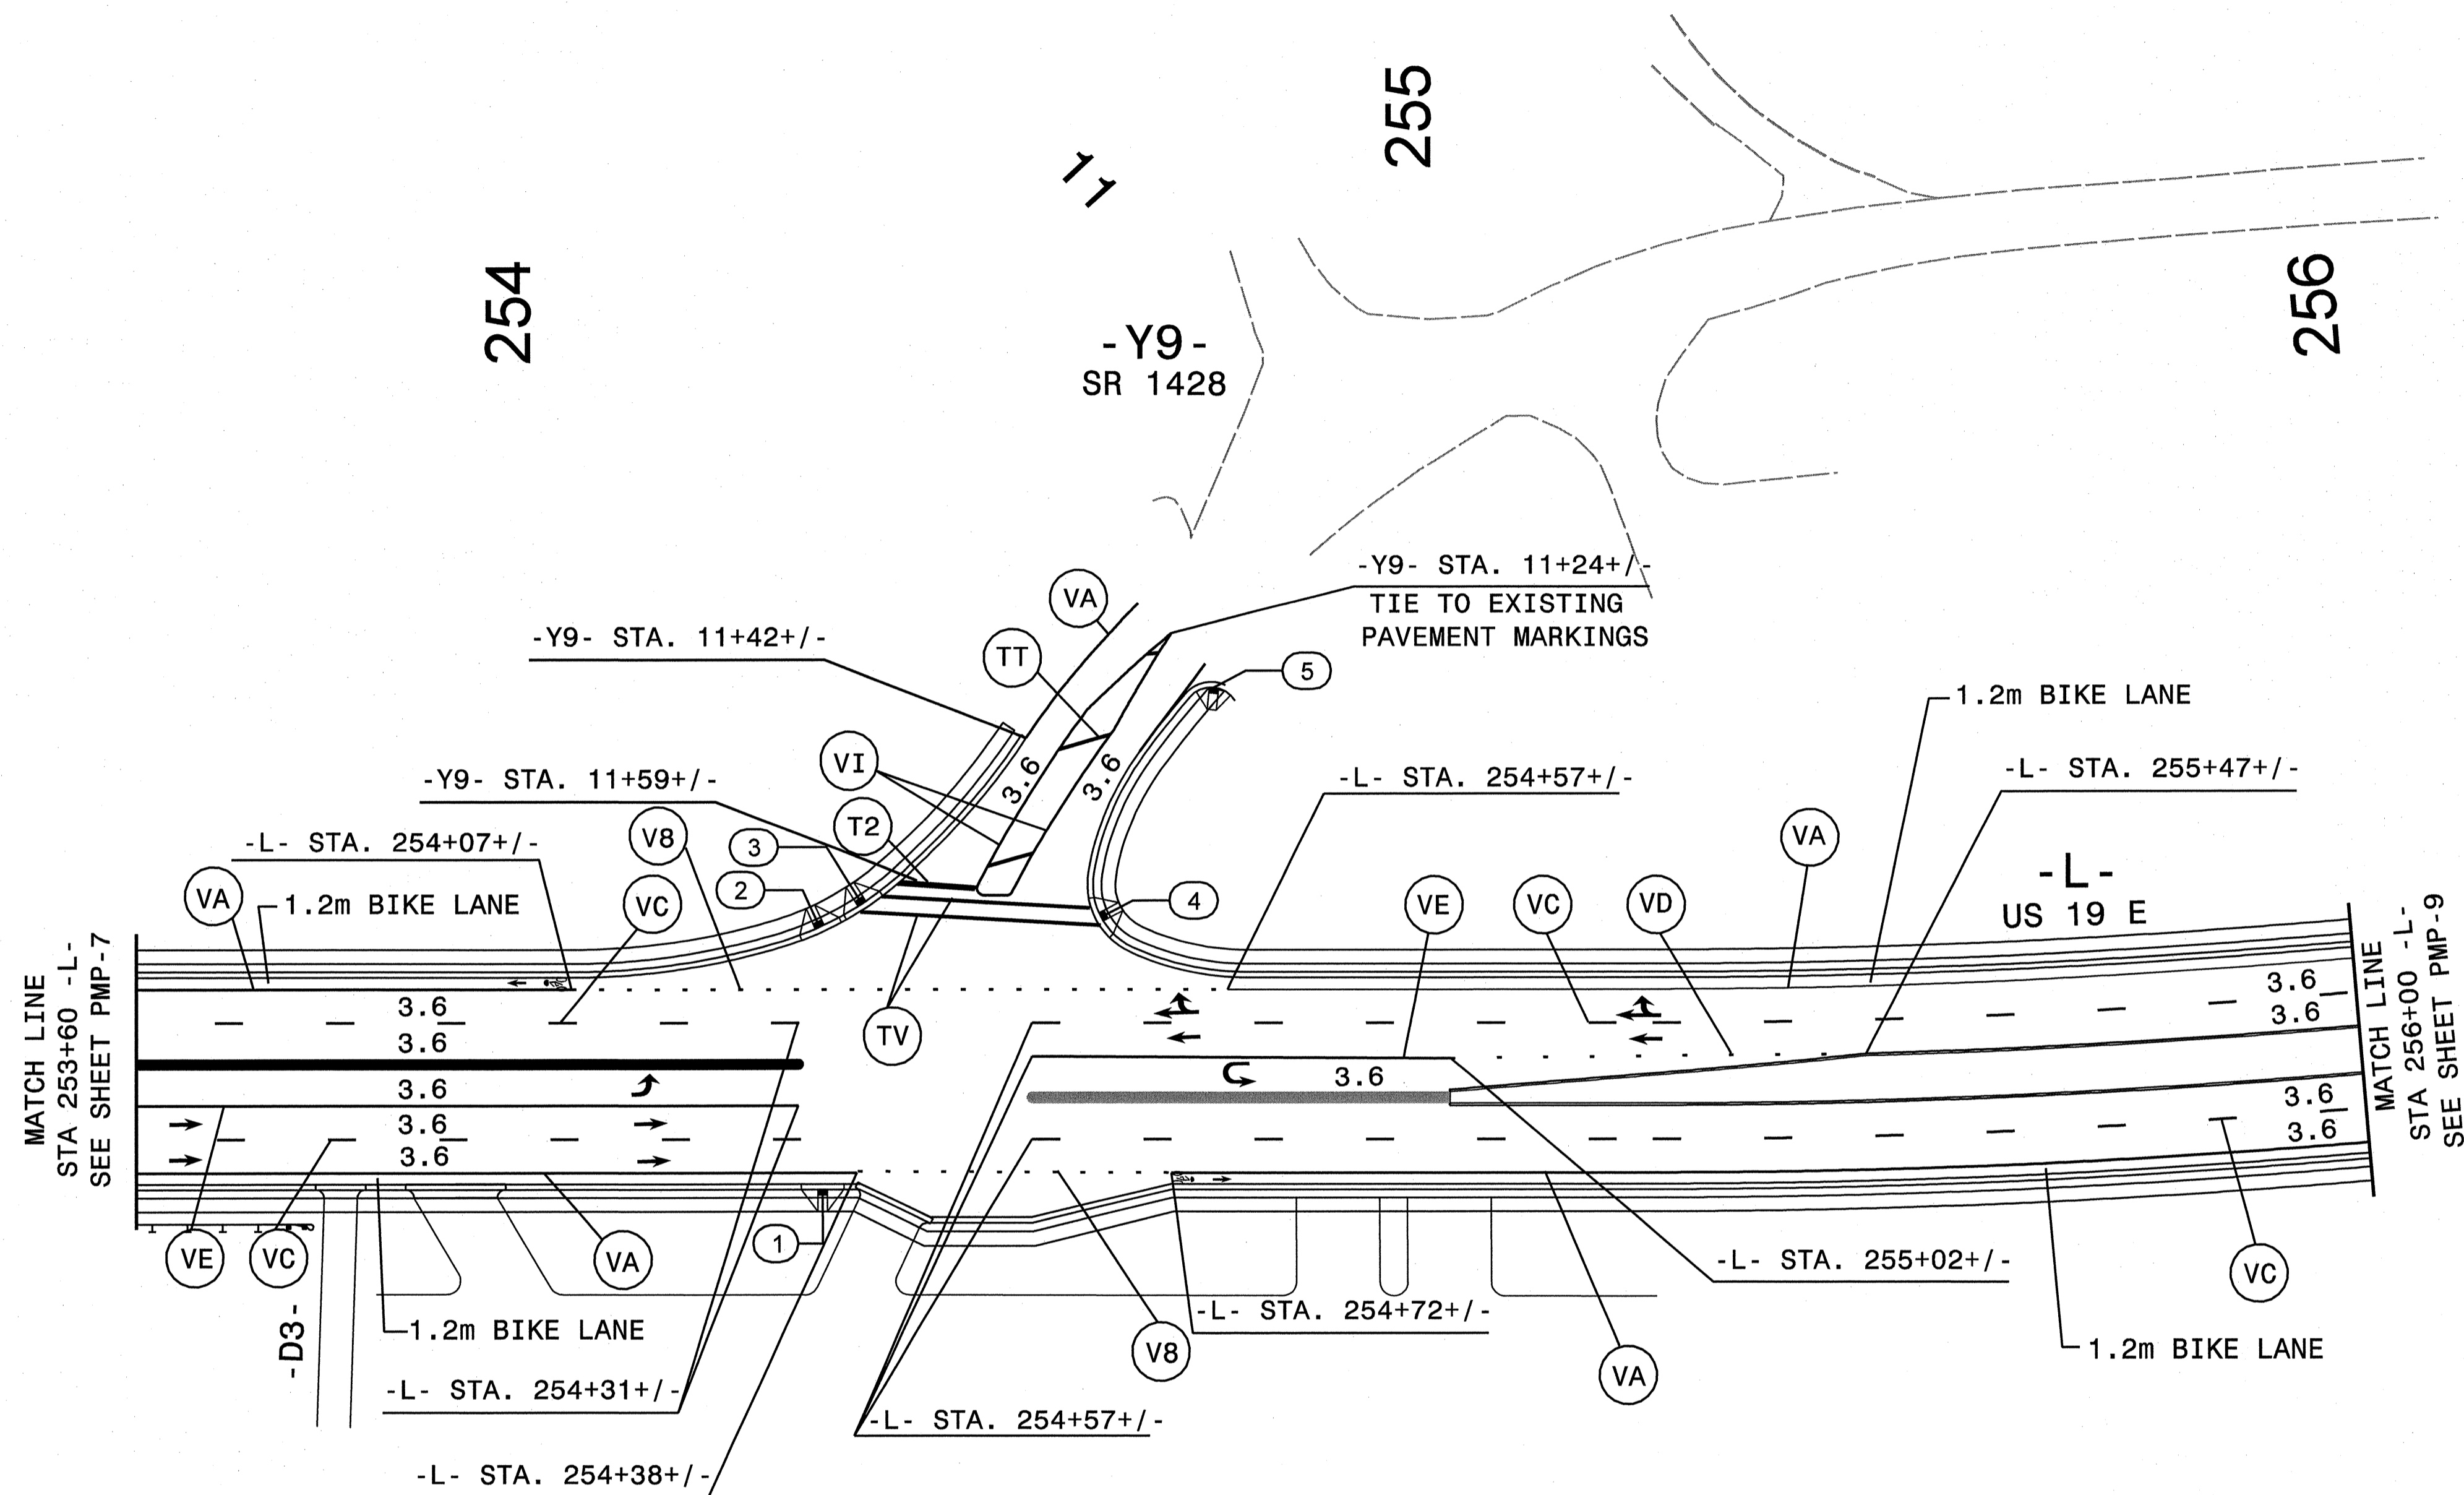 255
11
254
256
-Y9-
SR 1428
-Y9- STA. 11+24+/-
TIE TO EXISTING
PAVEMENT MARKINGS
VA
-Y9- STA. 11+42+/-
TT
5
1.2m BIKE LANE
VI
3.6
3.6
-L- STA. 255+47+/-
-Y9- STA. 11+59+/-
-L- STA. 254+57+/-
T2
V8
3
VA
-L- STA. 254+07+/-
2
-L-
US 19 E
VA
1.2m BIKE LANE
VC
4
VE
VC
VD
MATCH LINE
STA 253+60 -L-
SEE SHEET PMP-7
MATCH LINE
STA 256+00 -L-
SEE SHEET PMP-9
3.6
3.6
3.6
3.6
TV
3.6
3.6
3.6
3.6
3.6
3.6
VE
VC
VA
1
-L- STA. 255+02+/-
VC
-D3-
1.2m BIKE LANE
-L- STA. 254+72+/-
V8
1.2m BIKE LANE
VA
-L- STA. 254+31+/-
-L- STA. 254+57+/-
-L- STA. 254+38+/-